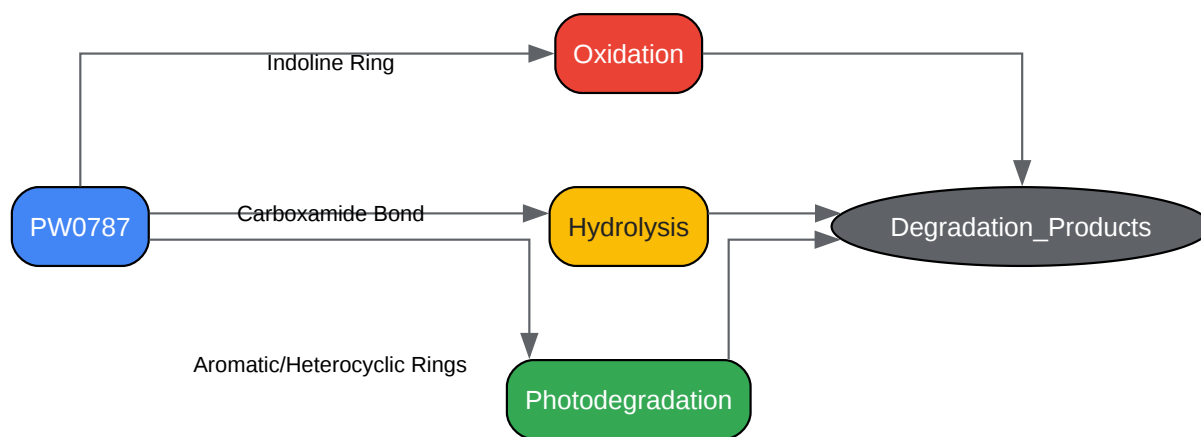 Oxidation
Indoline Ring
PW0787
Carboxamide Bond
Hydrolysis
Degradation_Products
Aromatic/Heterocyclic Rings
Photodegradation